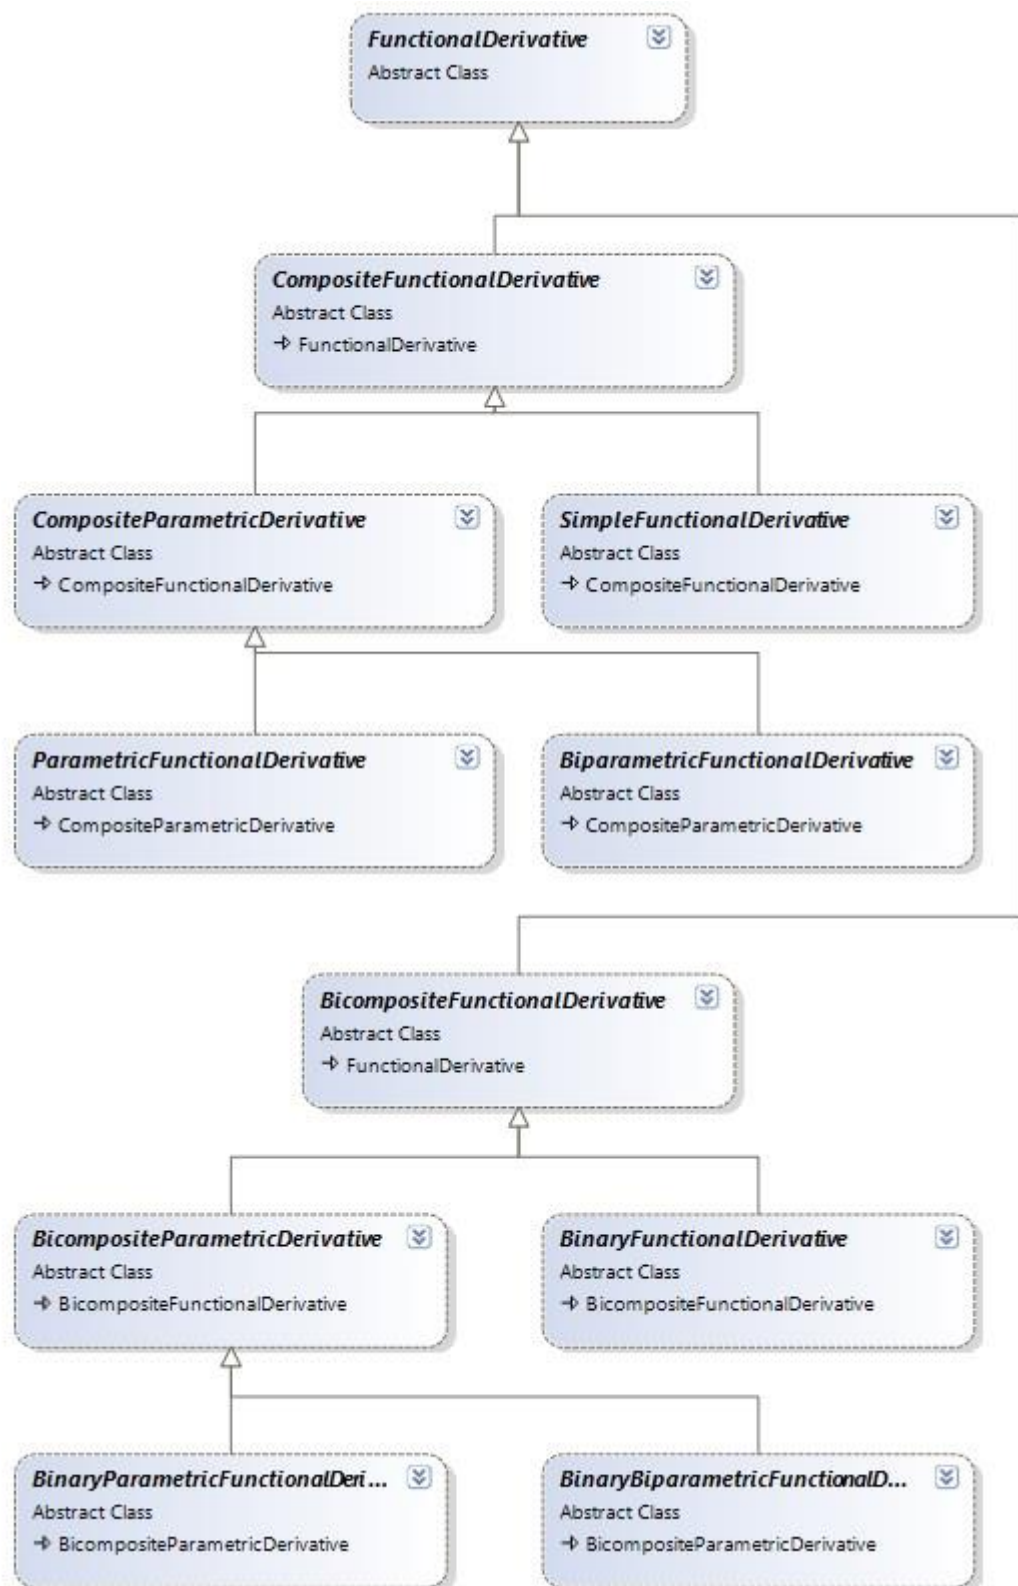 FunctionalDerivative
Abstract Class
CompositeFunctionalDerivative
Abstract Class
FunctionalDerivative
CompositeParametricDerivative
Abstract Class
CompositeFunctionalDerivative
SimpleFunctionalDerivative
Abstract Class
CompositeFunctionalDerivative
ParametricFunctionalDerivative
Abstract Class
CompositeParametricDerivative
BiparametricFunctionalDerivative
Abstract Class
CompositeParametricDerivative
BicompositeFunctionalDerivative
Abstract Class
FunctionalDerivative
BicompositeParametricDerivative
Abstract Class
BicompositeFunctionalDerivative
BinaryFunctionalDerivative
Abstract Class
BicompositeFunctionalDerivative
BinaryParametricFunctionalDeri...
Abstract Class
BicompositeParametricDerivative
BinaryBiparametricFunctionalD...
Abstract Class
BicompositeParametricDerivative